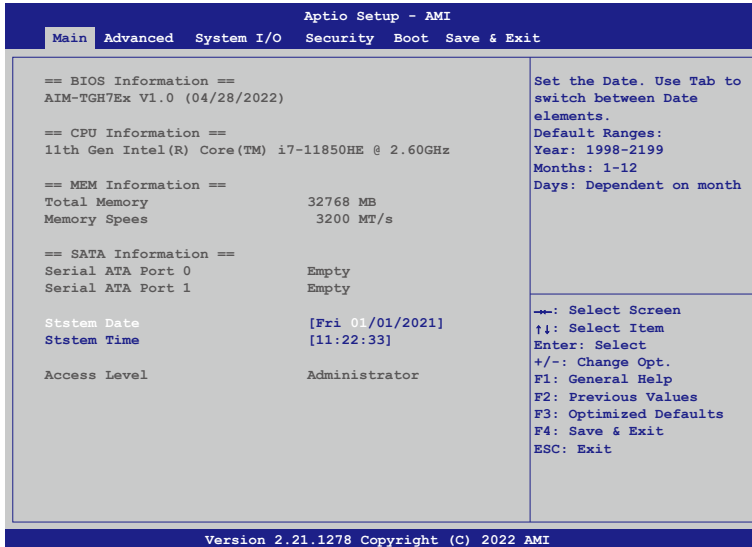 Aptio Setup - AMI
Main Advanced System I/O Security Boot Save & Exit
== BIOS Information ==
AIM-TGH7Ex V1.0 (04/28/2022)
== CPU Information ==
11th Gen Intel(R) Core(TM) i7-11850HE @ 2.60GHz
== MEM Information ==
Total Memory 32768 MB
Memory Spees 3200 MT/s
== SATA Information ==
Serial ATA Port 0 Empty
Serial ATA Port 1 Empty
Ststem Date [Fri 01/01/2021]
Ststem Time [11:22:33]
Access Level Administrator
Set the Date. Use Tab to
switch between Date
elements.
Default Ranges:
Year: 1998-2199
Months: 1-12
Days: Dependent on month
→←: Select Screen
↑↓: Select Item
Enter: Select
+/-: Change Opt.
F1: General Help
F2: Previous Values
F3: Optimized Defaults
F4: Save & Exit
ESC: Exit
Version 2.21.1278 Copyright (C) 2022 AMI